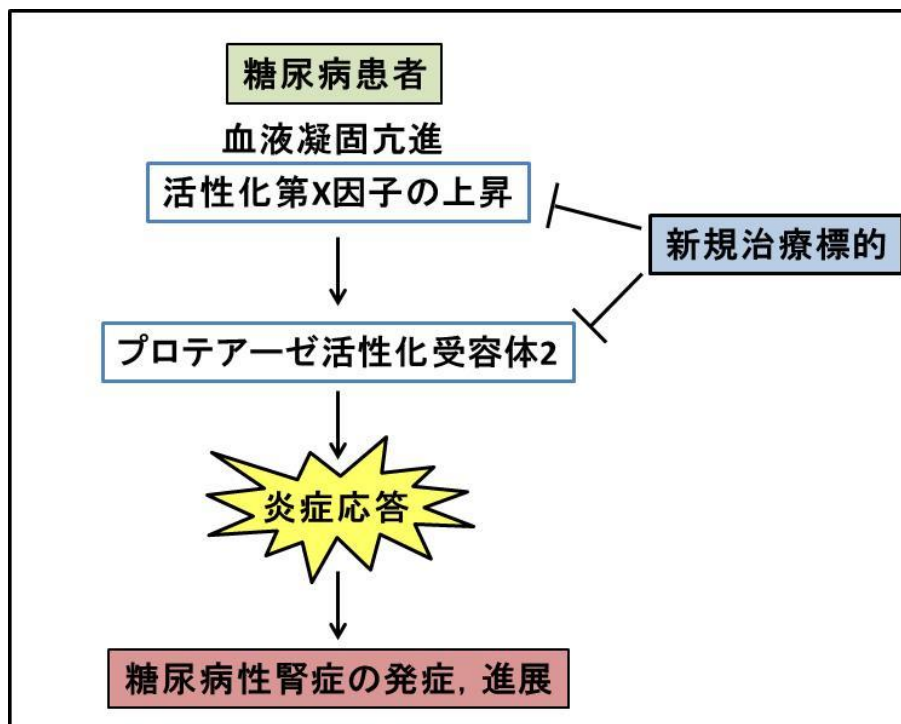 糖尿病患者
血液凝固亢進
活性化第X因子の上昇
新規治療標的
プロテアーゼ活性化受容体2
炎症応答
糖尿病性腎症の発症, 進展